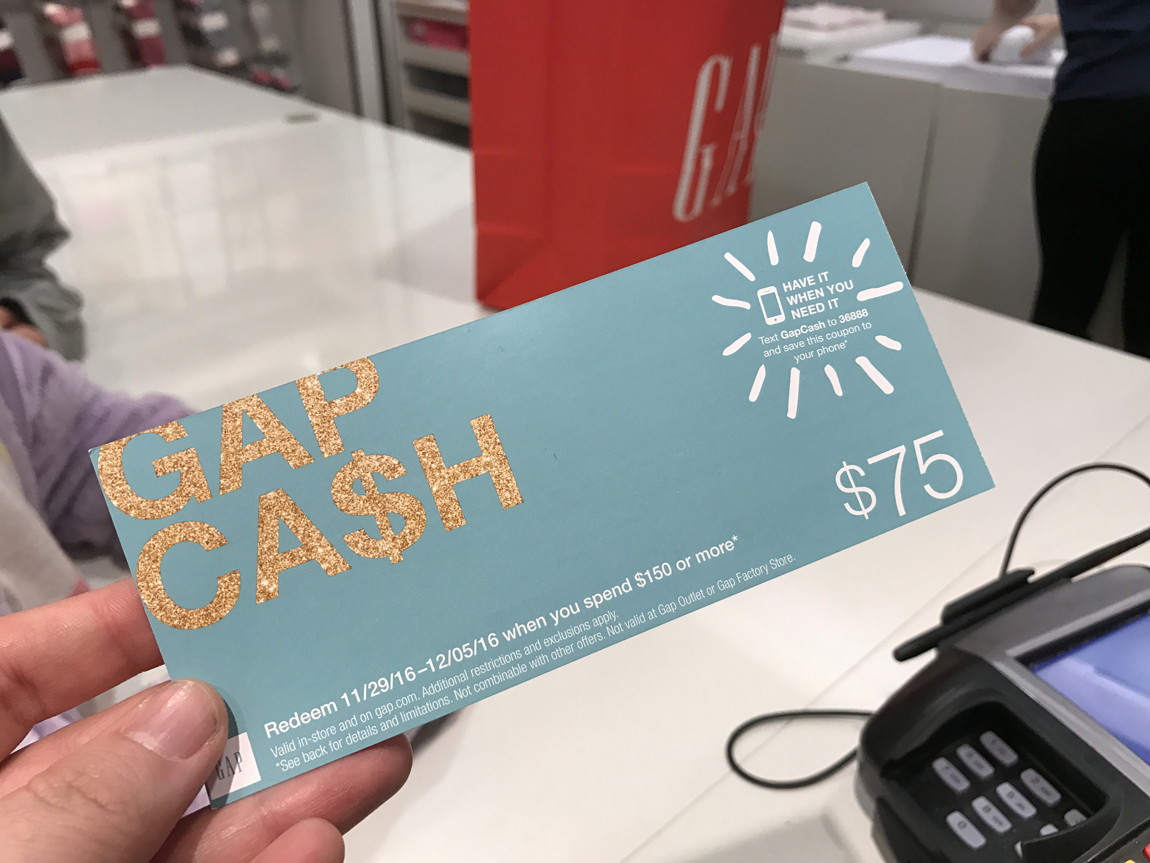 GAP
HAVE IT
WHEN YOU
NEED IT
Text GapCash to 36888
and save this coupon to
your phone*
GAP
CA$H
$75
Redeem 11/29/16–12/05/16 when you spend $150 or more*
Valid in-store and on gap.com. Additional restrictions and exclusions apply.
*See back for details and limitations. Not combinable with other offers. Not valid at Gap Outlet or Gap Factory Store.
GAP